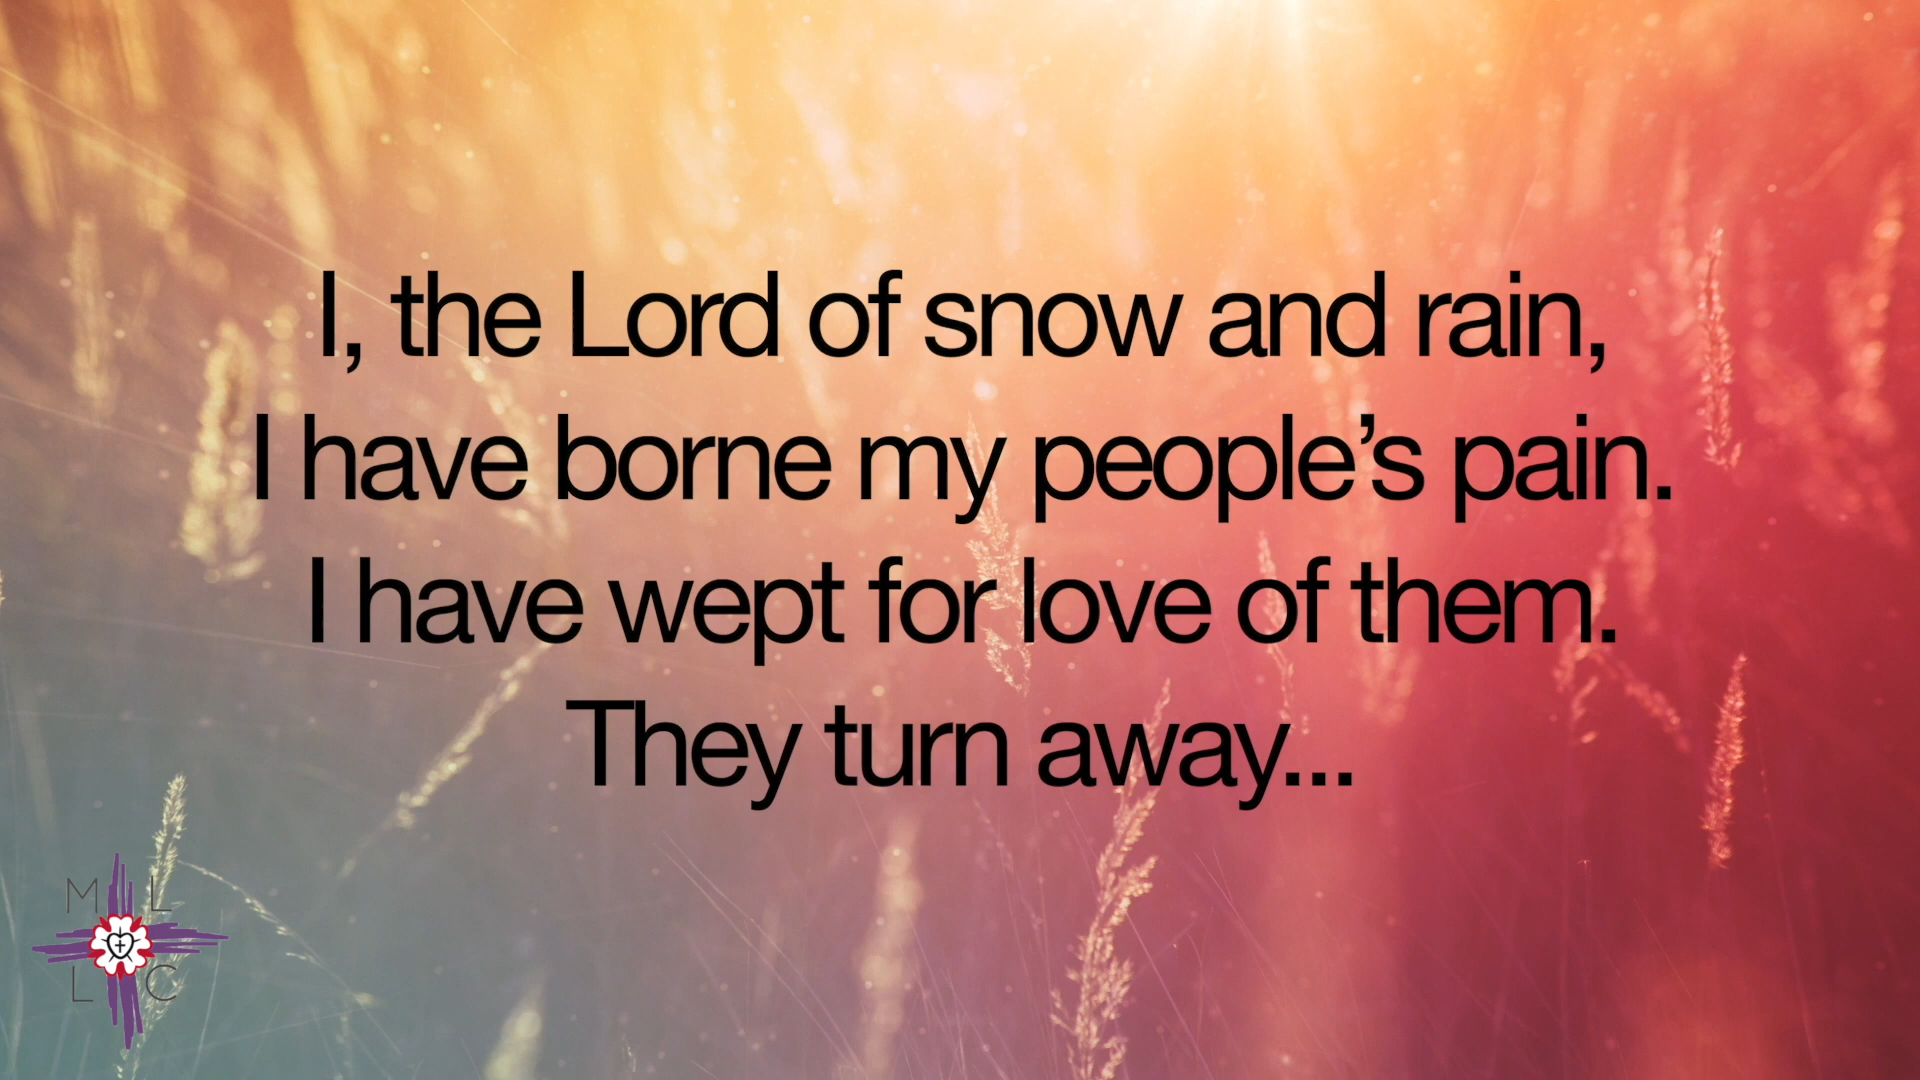 I, the Lord of snow and rain,
I have borne my people’s pain.
I have wept for love of them.
They turn away...
M L
L C